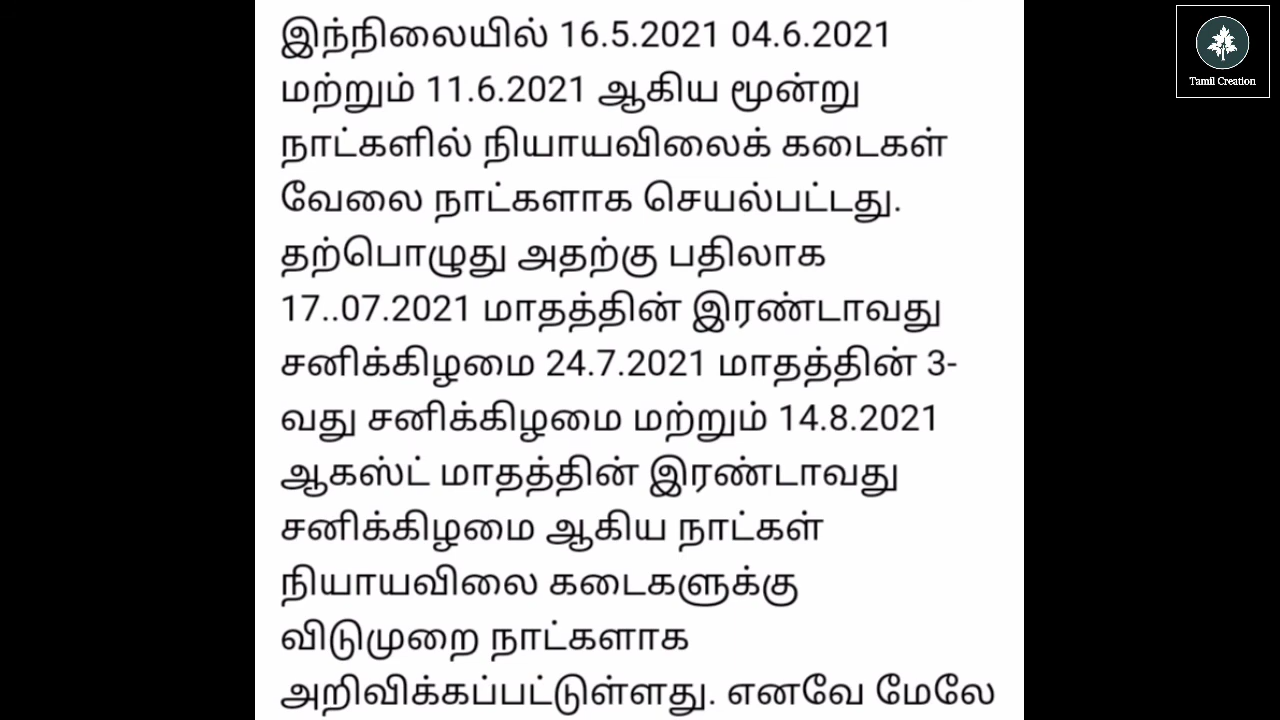 இந்நிலையில் 16.5.2021 04.6.2021
மற்றும் 11.6.2021 ஆகிய மூன்று
நாட்களில் நியாயவிலைக் கடைகள்
வேலை நாட்களாக செயல்பட்டது.
தற்பொழுது அதற்கு பதிலாக
17..07.2021 மாதத்தின் இரண்டாவது
சனிக்கிழமை 24.7.2021 மாதத்தின் 3-
வது சனிக்கிழமை மற்றும் 14.8.2021
ஆகஸ்ட் மாதத்தின் இரண்டாவது
சனிக்கிழமை ஆகிய நாட்கள்
நியாயவிலை கடைகளுக்கு
விடுமுறை நாட்களாக
அறிவிக்கப்பட்டுள்ளது. எனவே மேலே
Tamil Creation